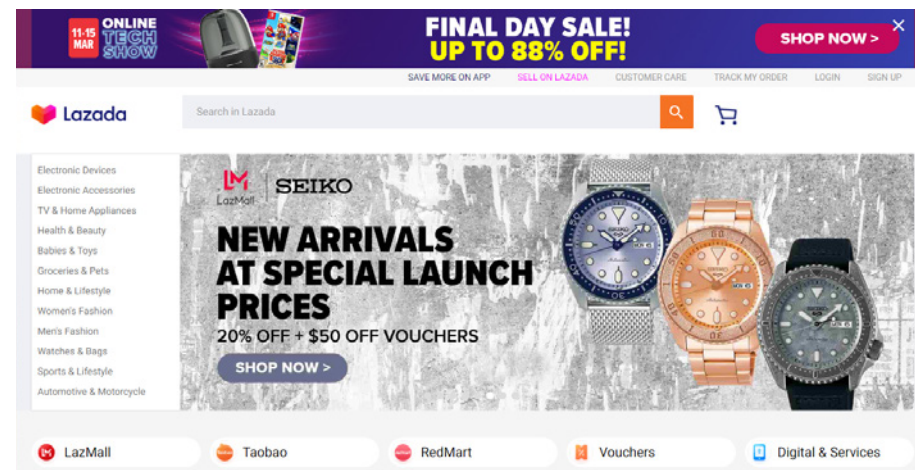 11-15
MAR
ONLINE
TECH
SHOW
FINAL DAY SALE!
UP TO 88% OFF!
SHOP NOW >
SAVE MORE ON APP SELL ON LAZADA CUSTOMER CARE TRACK MY ORDER LOGIN SIGN UP
Lazada
Search in Lazada
Electronic Devices
Electronic Accessories
TV & Home Appliances
Health & Beauty
Babies & Toys
Groceries & Pets
Home & Lifestyle
Women's Fashion
Men's Fashion
Watches & Bags
Sports & Lifestyle
Automotive & Motorcycle
LM
LazMall
SEIKO
NEW ARRIVALS
AT SPECIAL LAUNCH
PRICES
20% OFF + $50 OFF VOUCHERS
SHOP NOW >
LazMall Taobao RedMart Vouchers Digital & Services